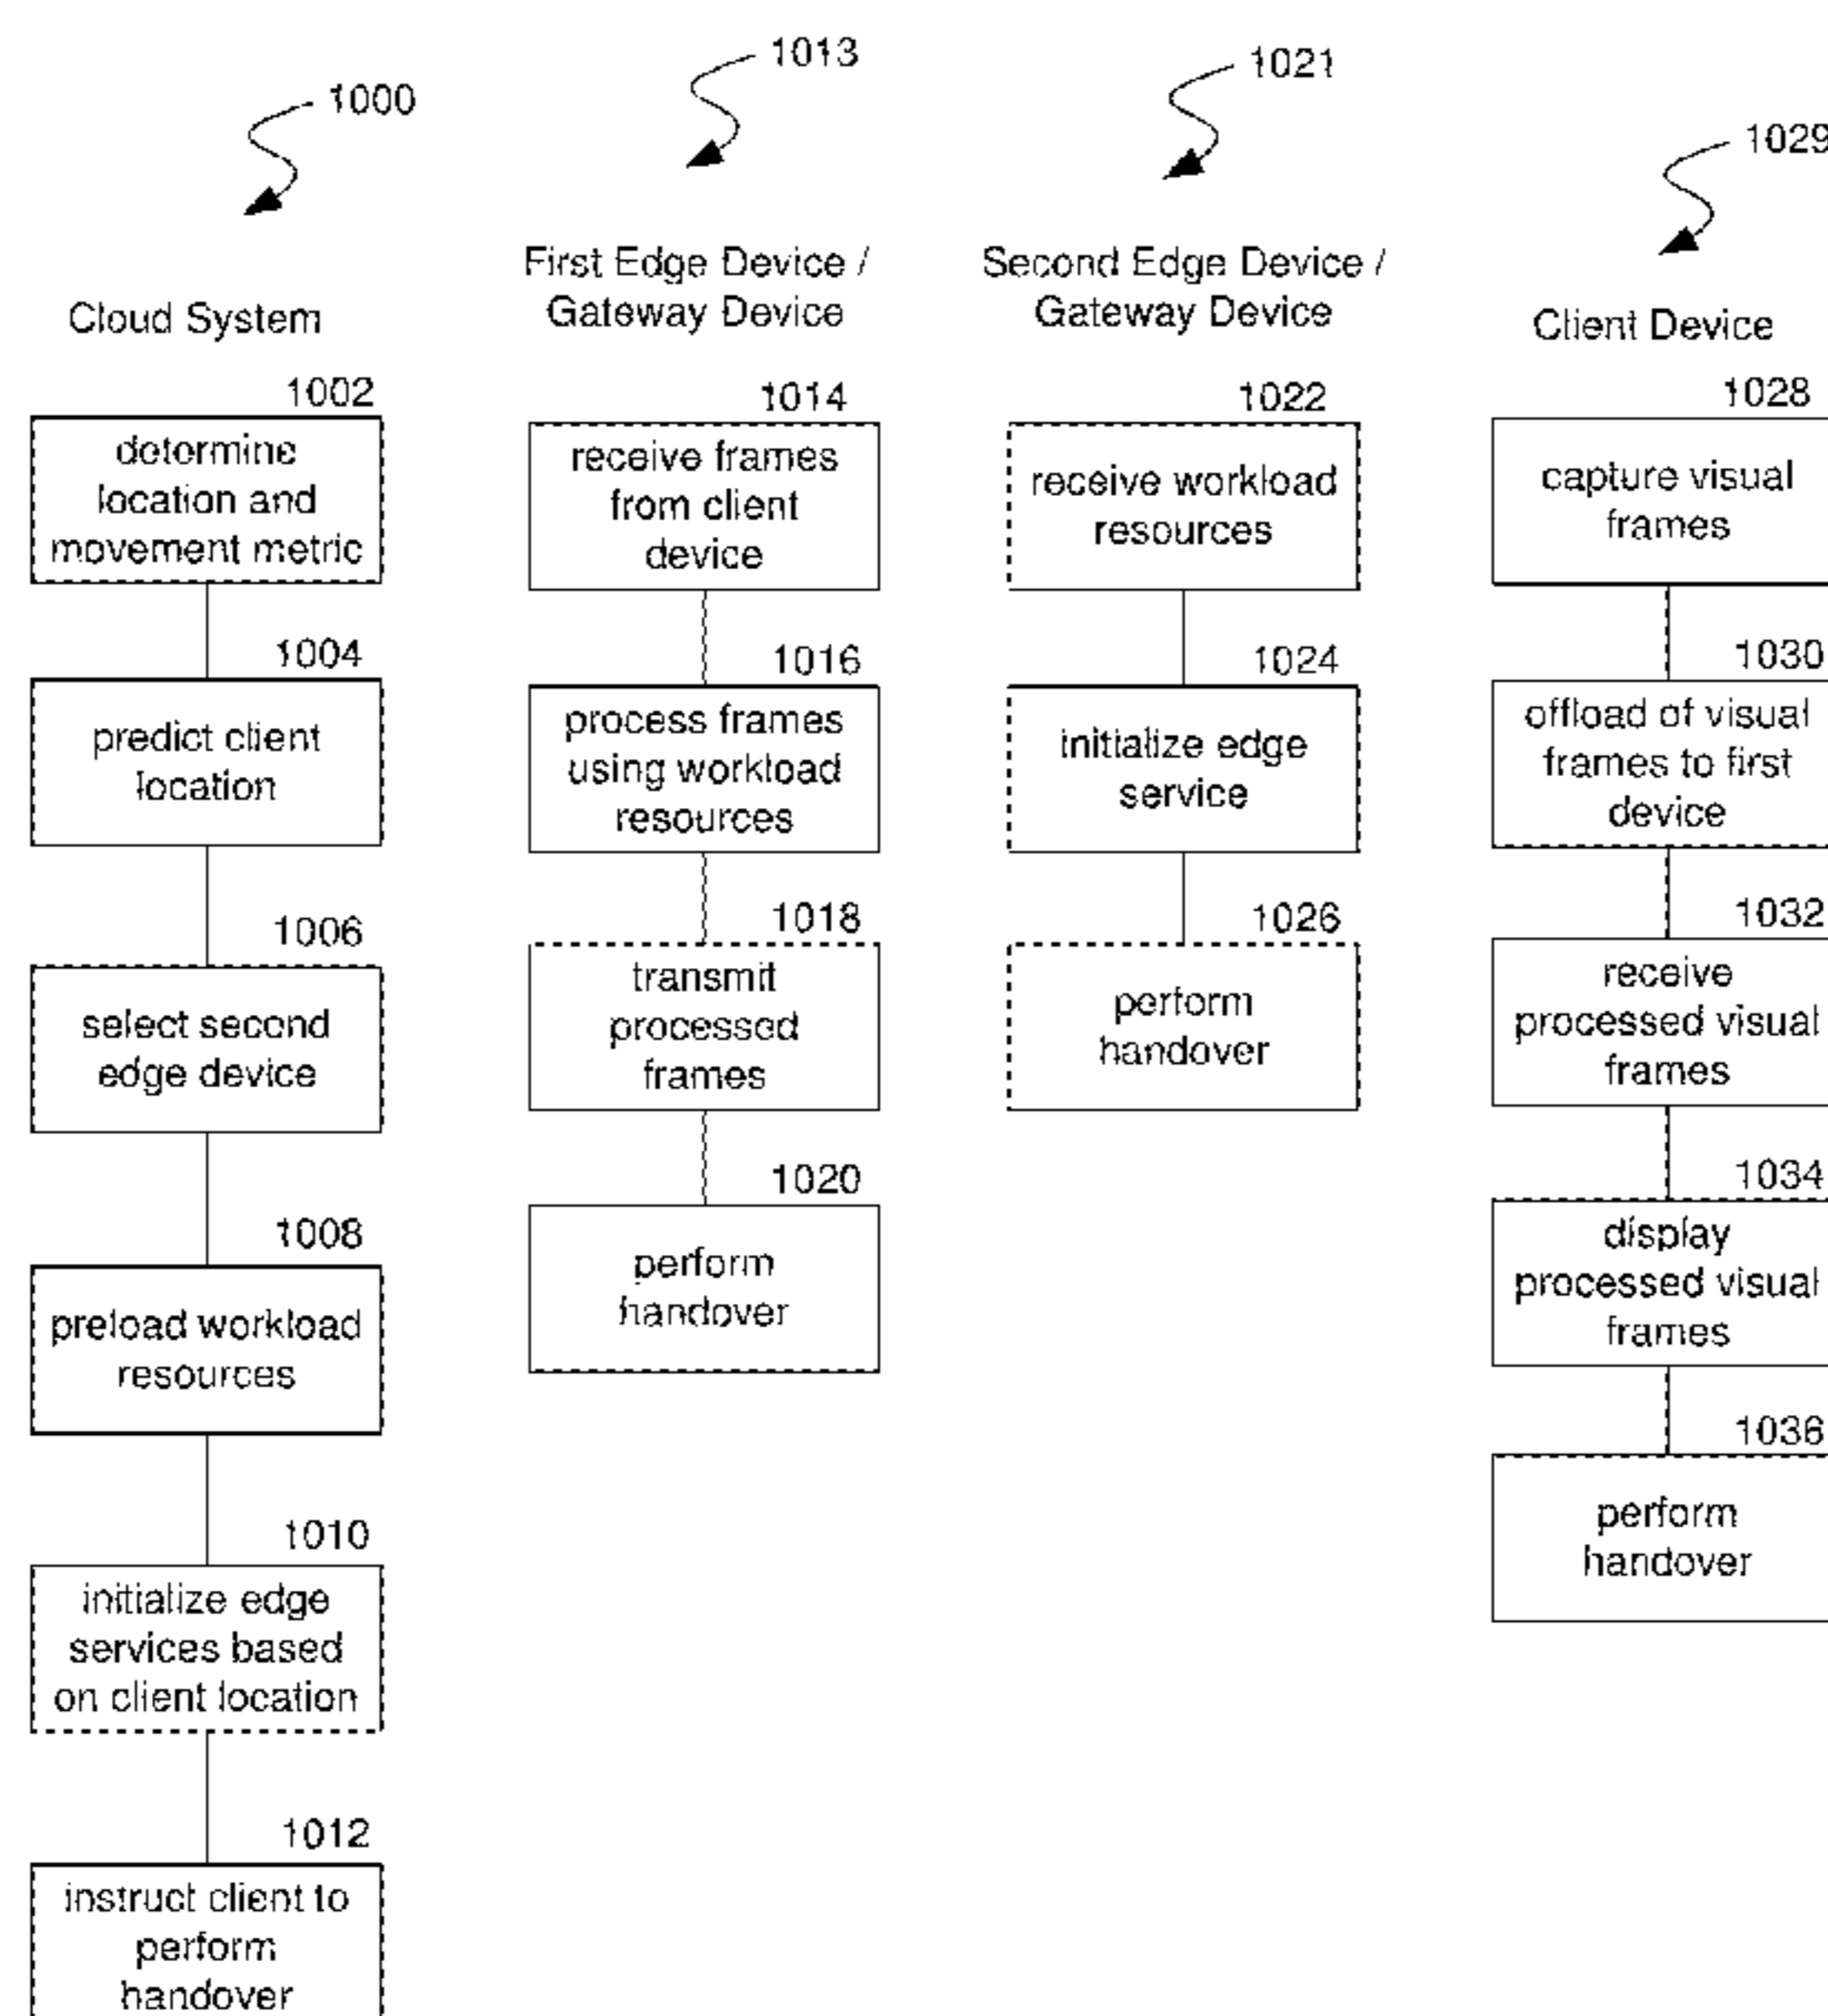 1000
Cloud System
1002
determine
location and
movement metric
1004
predict client
location
1006
select second
edge device
1008
preload workload
resources
1010
initialize edge
services based
on client location
1012
instruct client to
perform
handover
1013
First Edge Device /
Gateway Device
1014
receive frames
from client
device
1016
process frames
using workload
resources
1018
transmit
processed
frames
1020
perform
handover
1021
Second Edge Device /
Gateway Device
1022
receive workload
resources
1024
initialize edge
service
1026
perform
handover
1029
Client Device
1028
capture visual
frames
1030
offload of visual
frames to first
device
1032
receive
processed visual
frames
1034
display
processed visual
frames
1036
perform
handover